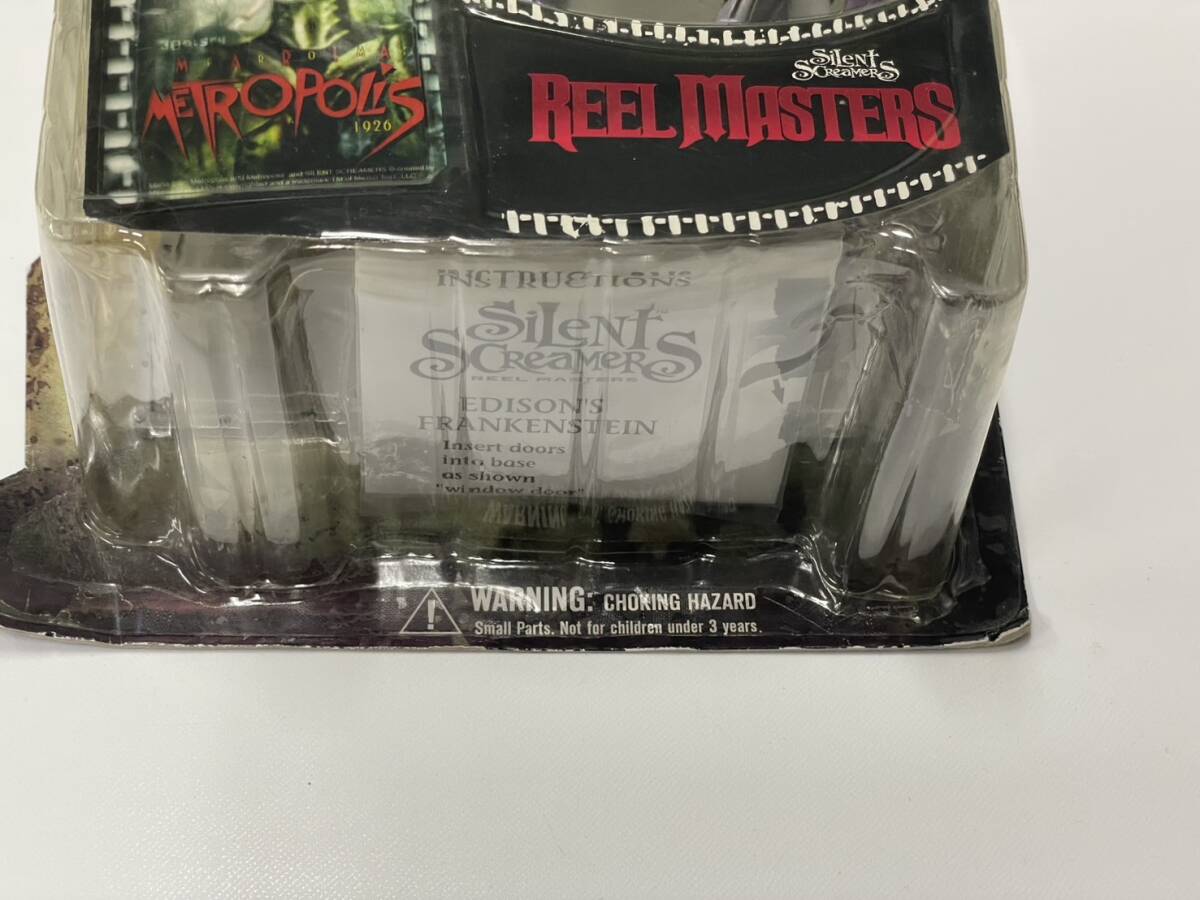 METROPOLIS
1926
SILENT
SCREAMERS
REEL MASTERS
INSTRUCTIONS
SILENT
SCREAMERS
REEL MASTERS
EDISON'S
FRANKENSTEIN
Insert doors
into base
as shown
"window door"
WARNING: CHOKING HAZARD
Small Parts. Not for children under 3 years.